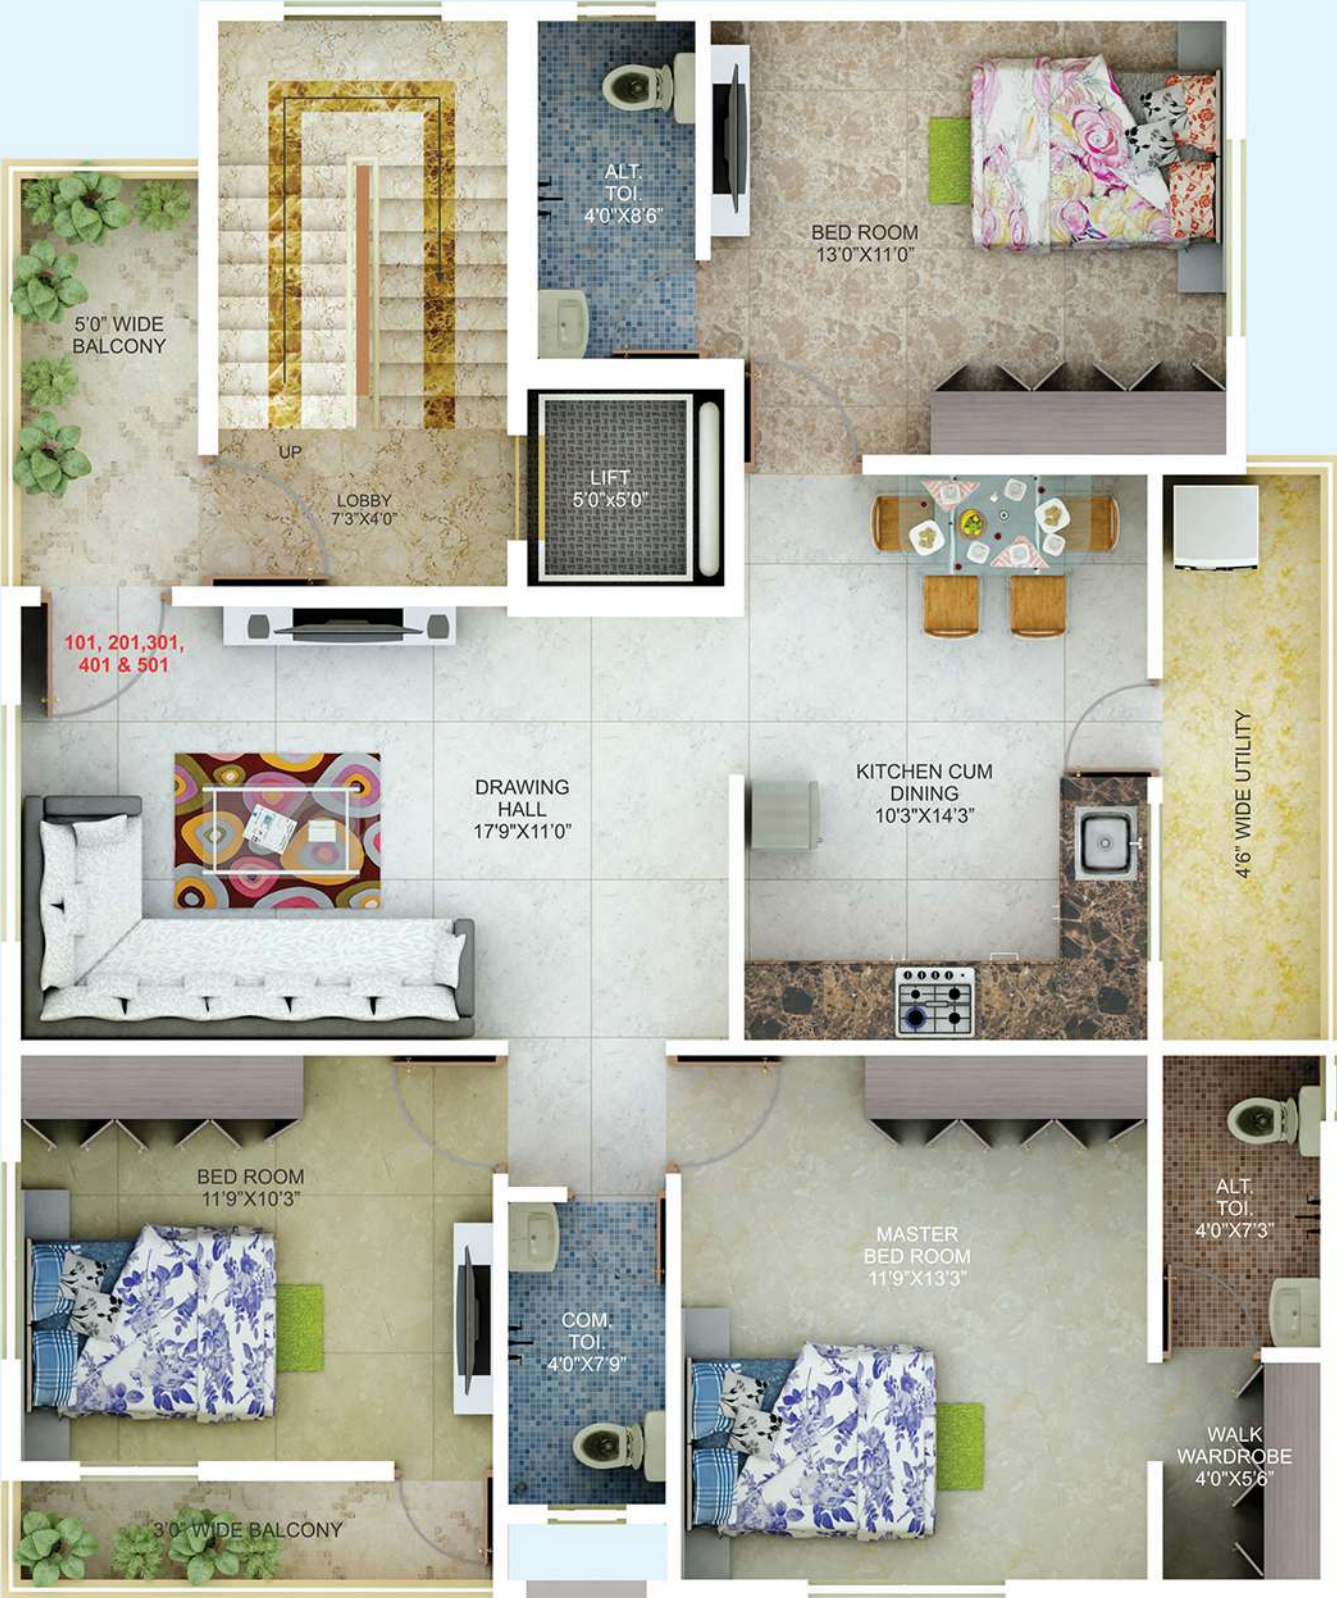 ALT.
TOI.
4'0"X8'6"
BED ROOM
13'0"X11'0"
5'0" WIDE
BALCONY
UP
LOBBY
7'3"X4'0"
LIFT
5'0"x5'0"
101, 201,301,
401 & 501
DRAWING
HALL
17'9"X11'0"
KITCHEN CUM
DINING
10'3"X14'3"
4'6" WIDE UTILITY
BED ROOM
11'9"X10'3"
MASTER
BED ROOM
11'9"X13'3"
ALT.
TOI.
4'0"X7'3"
COM.
TOI.
4'0"X7'9"
WALK
WARDROBE
4'0"X5'6"
3'0" WIDE BALCONY